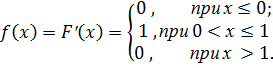 f(x) = F′(x) = { 0 ,   при x ≤ 0;
1 ,при 0 < x ≤ 1
0 ,   при x > 1.